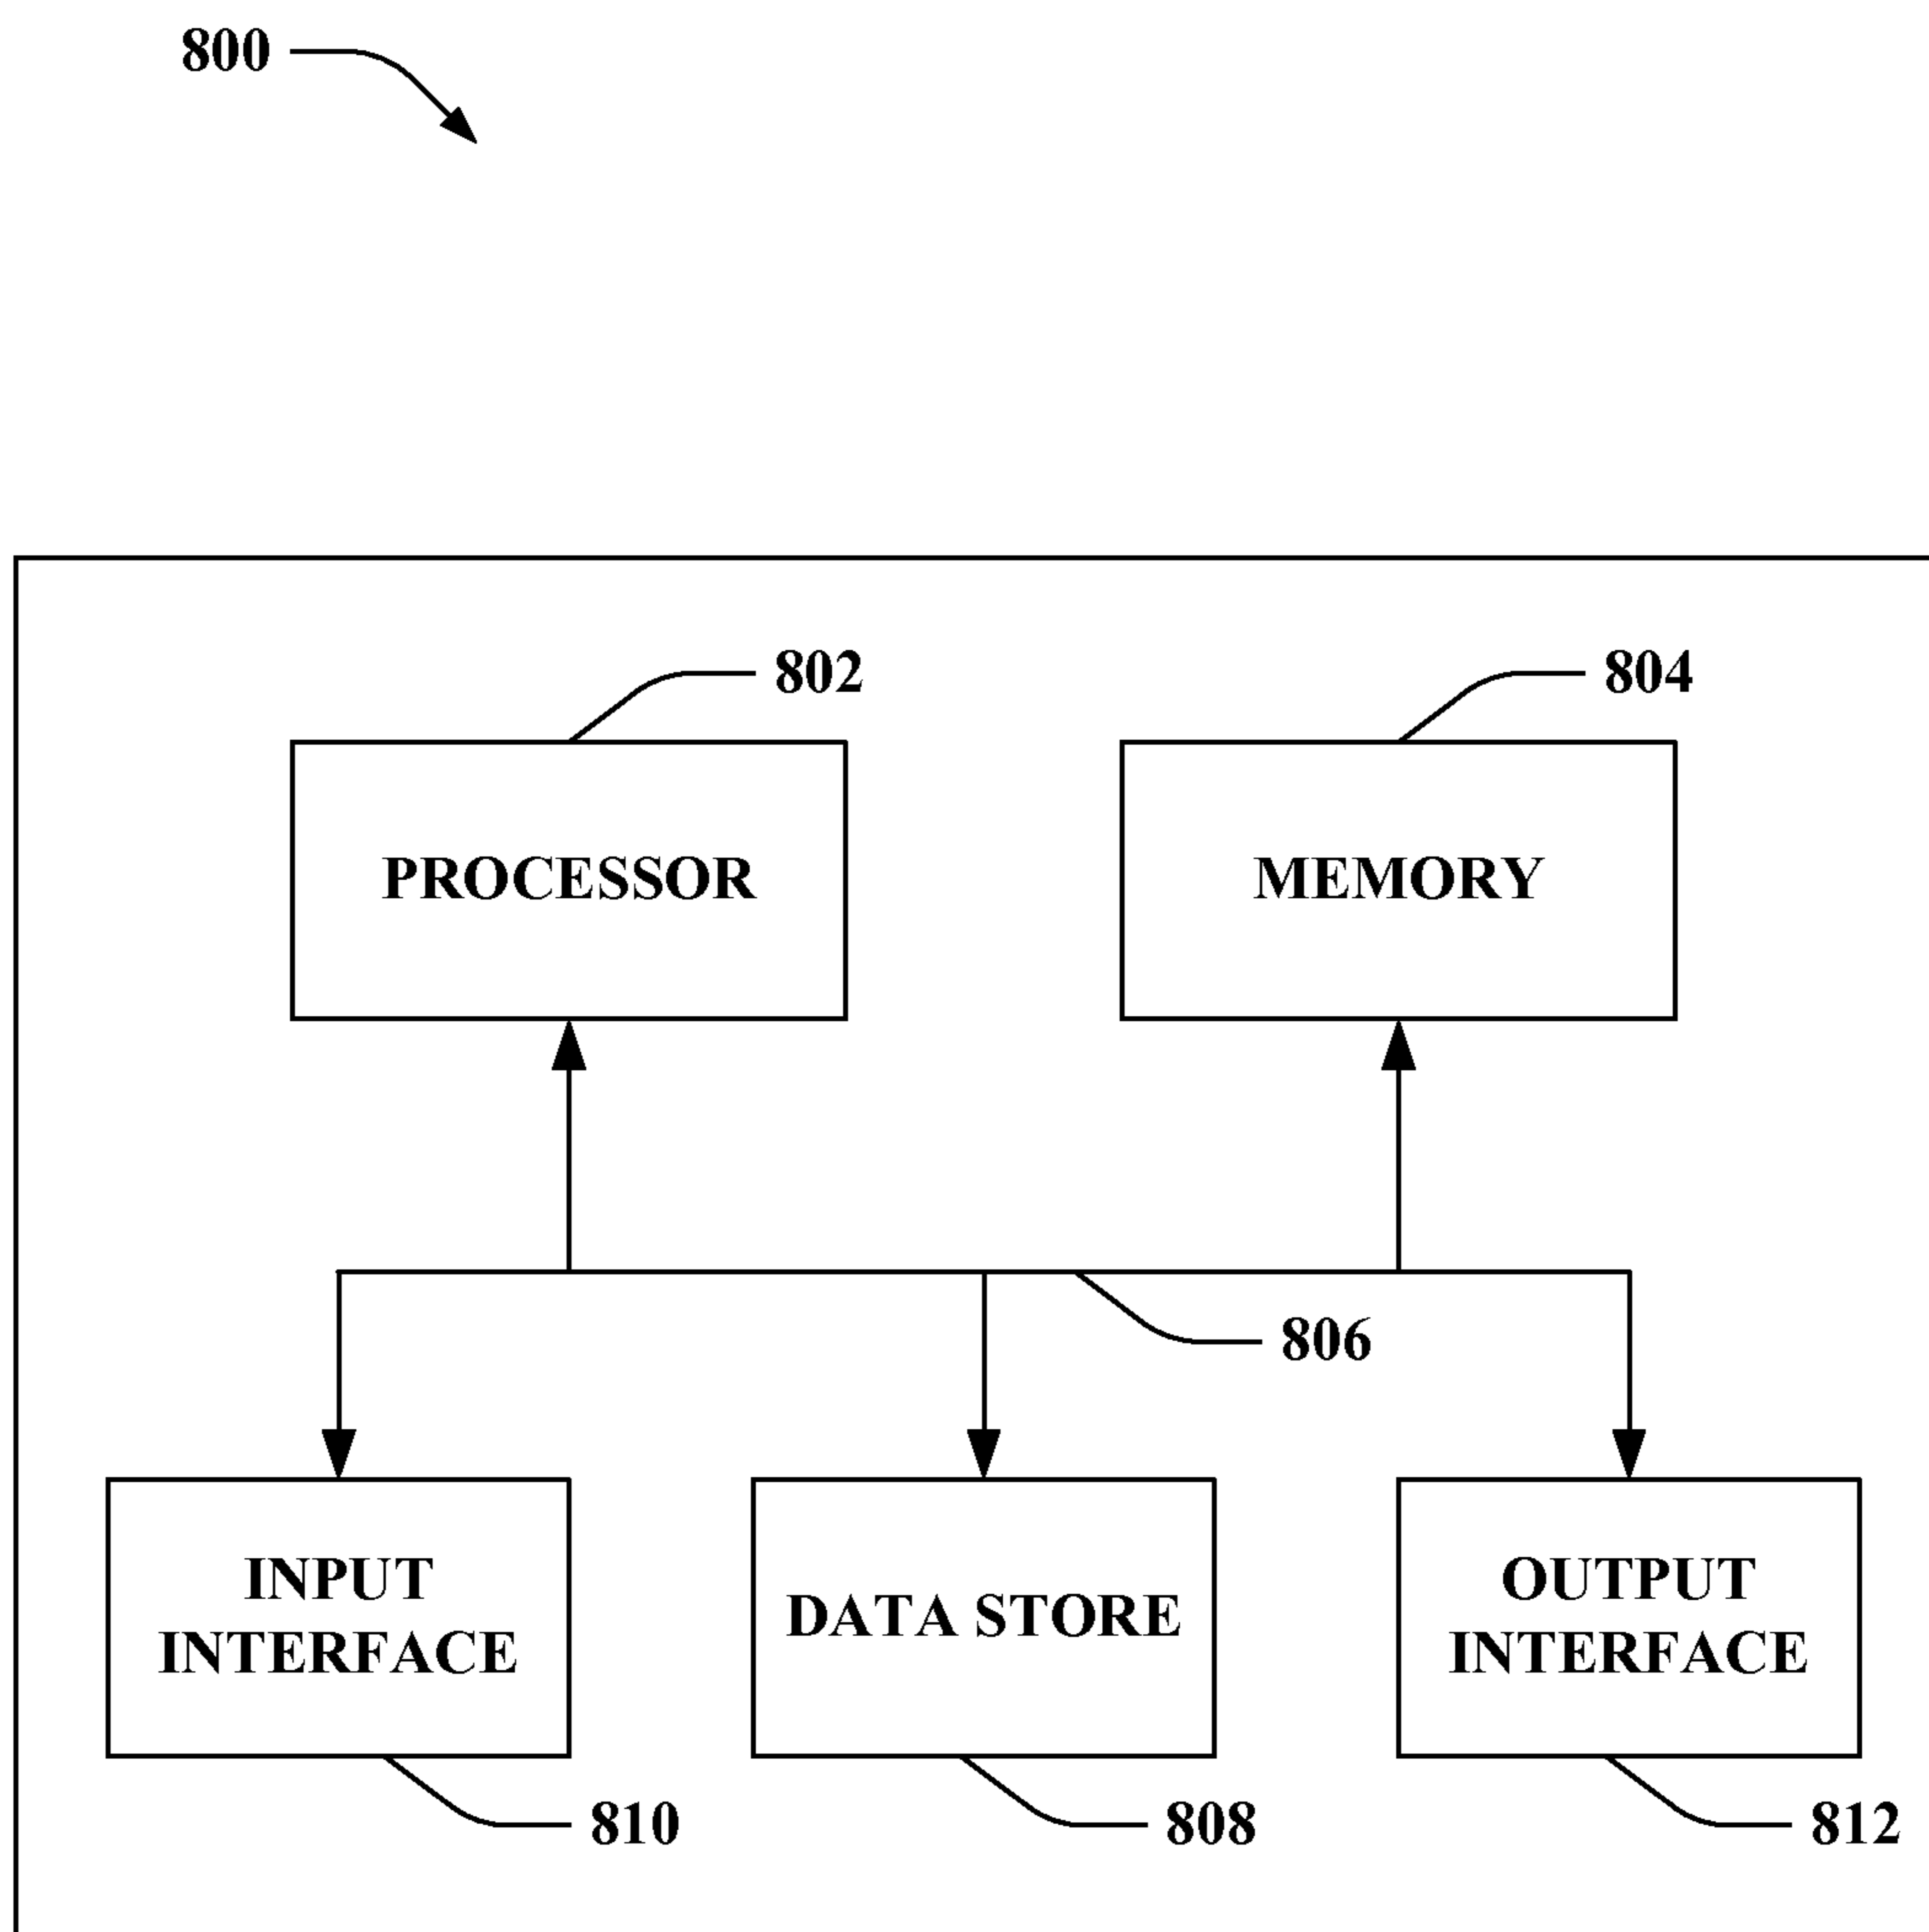 800
802
804
PROCESSOR
MEMORY
806
INPUT
INTERFACE
DATA STORE
OUTPUT
INTERFACE
810
808
812